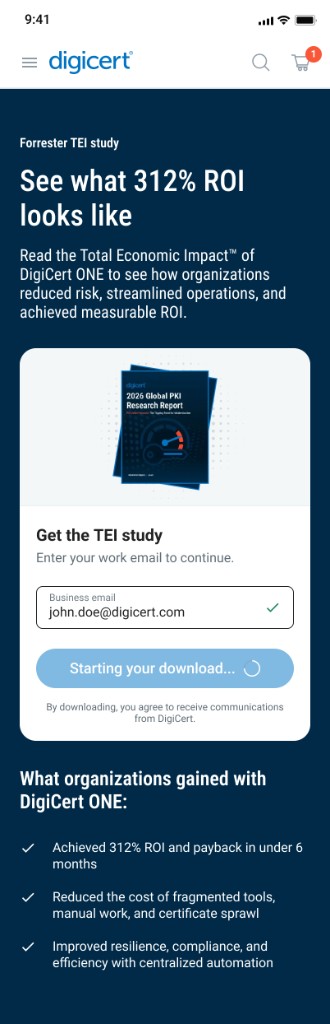 9:41
digicert®
1
Forrester TEI study
See what 312% ROI
looks like
Read the Total Economic Impact™ of
DigiCert ONE to see how organizations
reduced risk, streamlined operations, and
achieved measurable ROI.
digicert
2026 Global PKI
Research Report
Get the TEI study
Enter your work email to continue.
Business email
john.doe@digicert.com
Starting your download...
By downloading, you agree to receive communications
from DigiCert.
What organizations gained with
DigiCert ONE:
Achieved 312% ROI and payback in under 6
months
Reduced the cost of fragmented tools,
manual work, and certificate sprawl
Improved resilience, compliance, and
efficiency with centralized automation